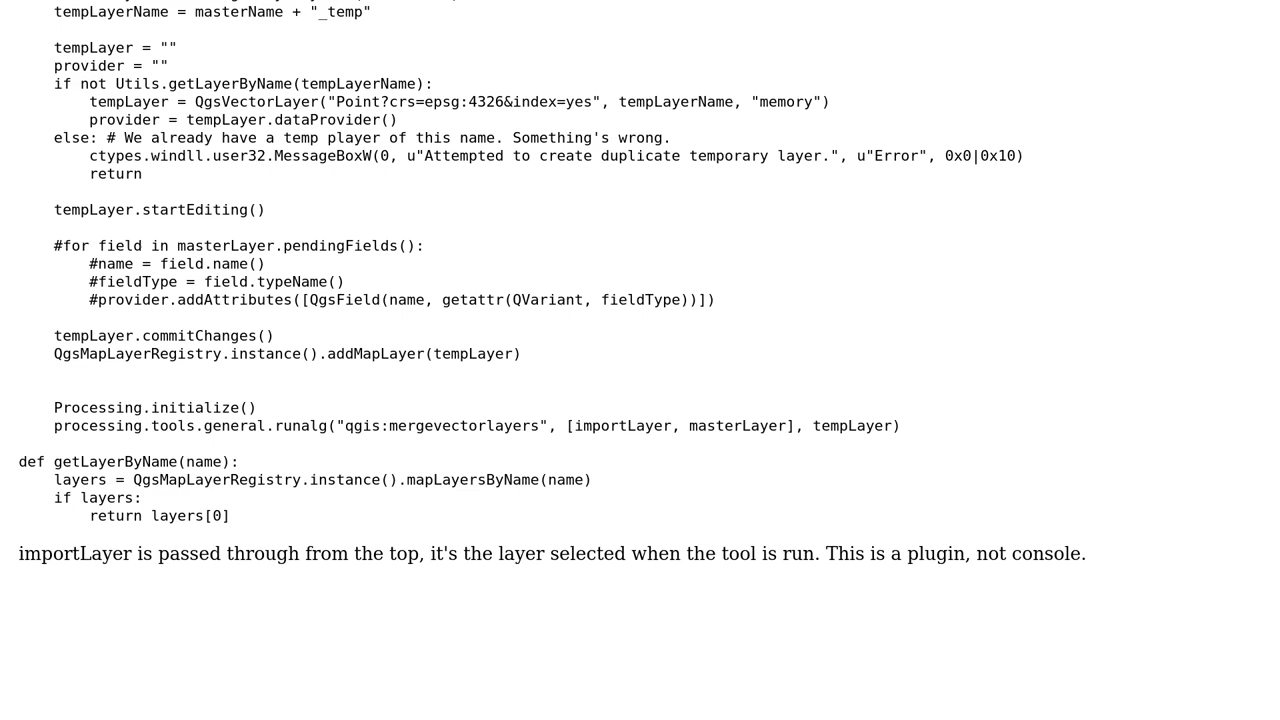 tempLayerName = masterName + "_temp"
tempLayer = ""
provider = ""
if not Utils.getLayerByName(tempLayerName):
tempLayer = QgsVectorLayer("Point?crs=epsg:4326&index=yes", tempLayerName, "memory")
provider = tempLayer.dataProvider()
else: # We already have a temp player of this name. Something's wrong.
ctypes.windll.user32.MessageBoxW(0, u"Attempted to create duplicate temporary layer.", u"Error", 0x0|0x10)
return
tempLayer.startEditing()
#for field in masterLayer.pendingFields():
#name = field.name()
#fieldType = field.typeName()
#provider.addAttributes([QgsField(name, getattr(QVariant, fieldType))])
tempLayer.commitChanges()
QgsMapLayerRegistry.instance().addMapLayer(tempLayer)
Processing.initialize()
processing.tools.general.runalg("qgis:mergevectorlayers", [importLayer, masterLayer], tempLayer)
def getLayerByName(name):
layers = QgsMapLayerRegistry.instance().mapLayersByName(name)
if layers:
return layers[0]
importLayer is passed through from the top, it's the layer selected when the tool is run. This is a plugin, not console.